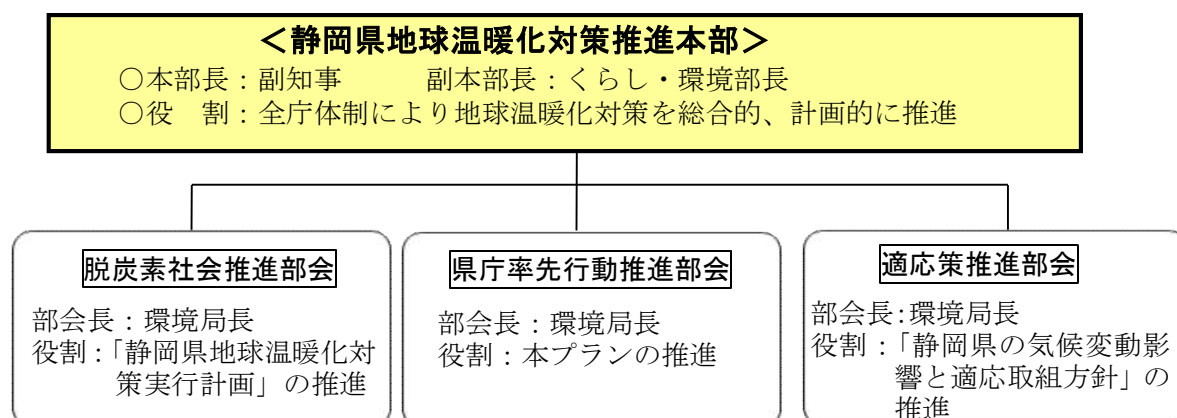 ＜静岡県地球温暖化対策推進本部＞
○本部長：副知事　　副本部長：くらし・環境部長
○役　割：全庁体制により地球温暖化対策を総合的、計画的に推進
脱炭素社会推進部会
部会長：環境局長
役割：「静岡県地球温暖化対
策実行計画」の推進
県庁率先行動推進部会
部会長：環境局長
役割：本プランの推進
適応策推進部会
部会長：環境局長
役割：「静岡県の気候変動影
響と適応取組方針」の
推進